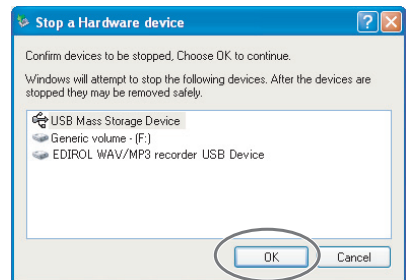 Stop a Hardware device
Confirm devices to be stopped, Choose OK to continue.
Windows will attempt to stop the following devices. After the devices are
stopped they may be removed safely.
USB Mass Storage Device
Generic volume - (F:)
EDIROL WAV/MP3 recorder USB Device
OK Cancel